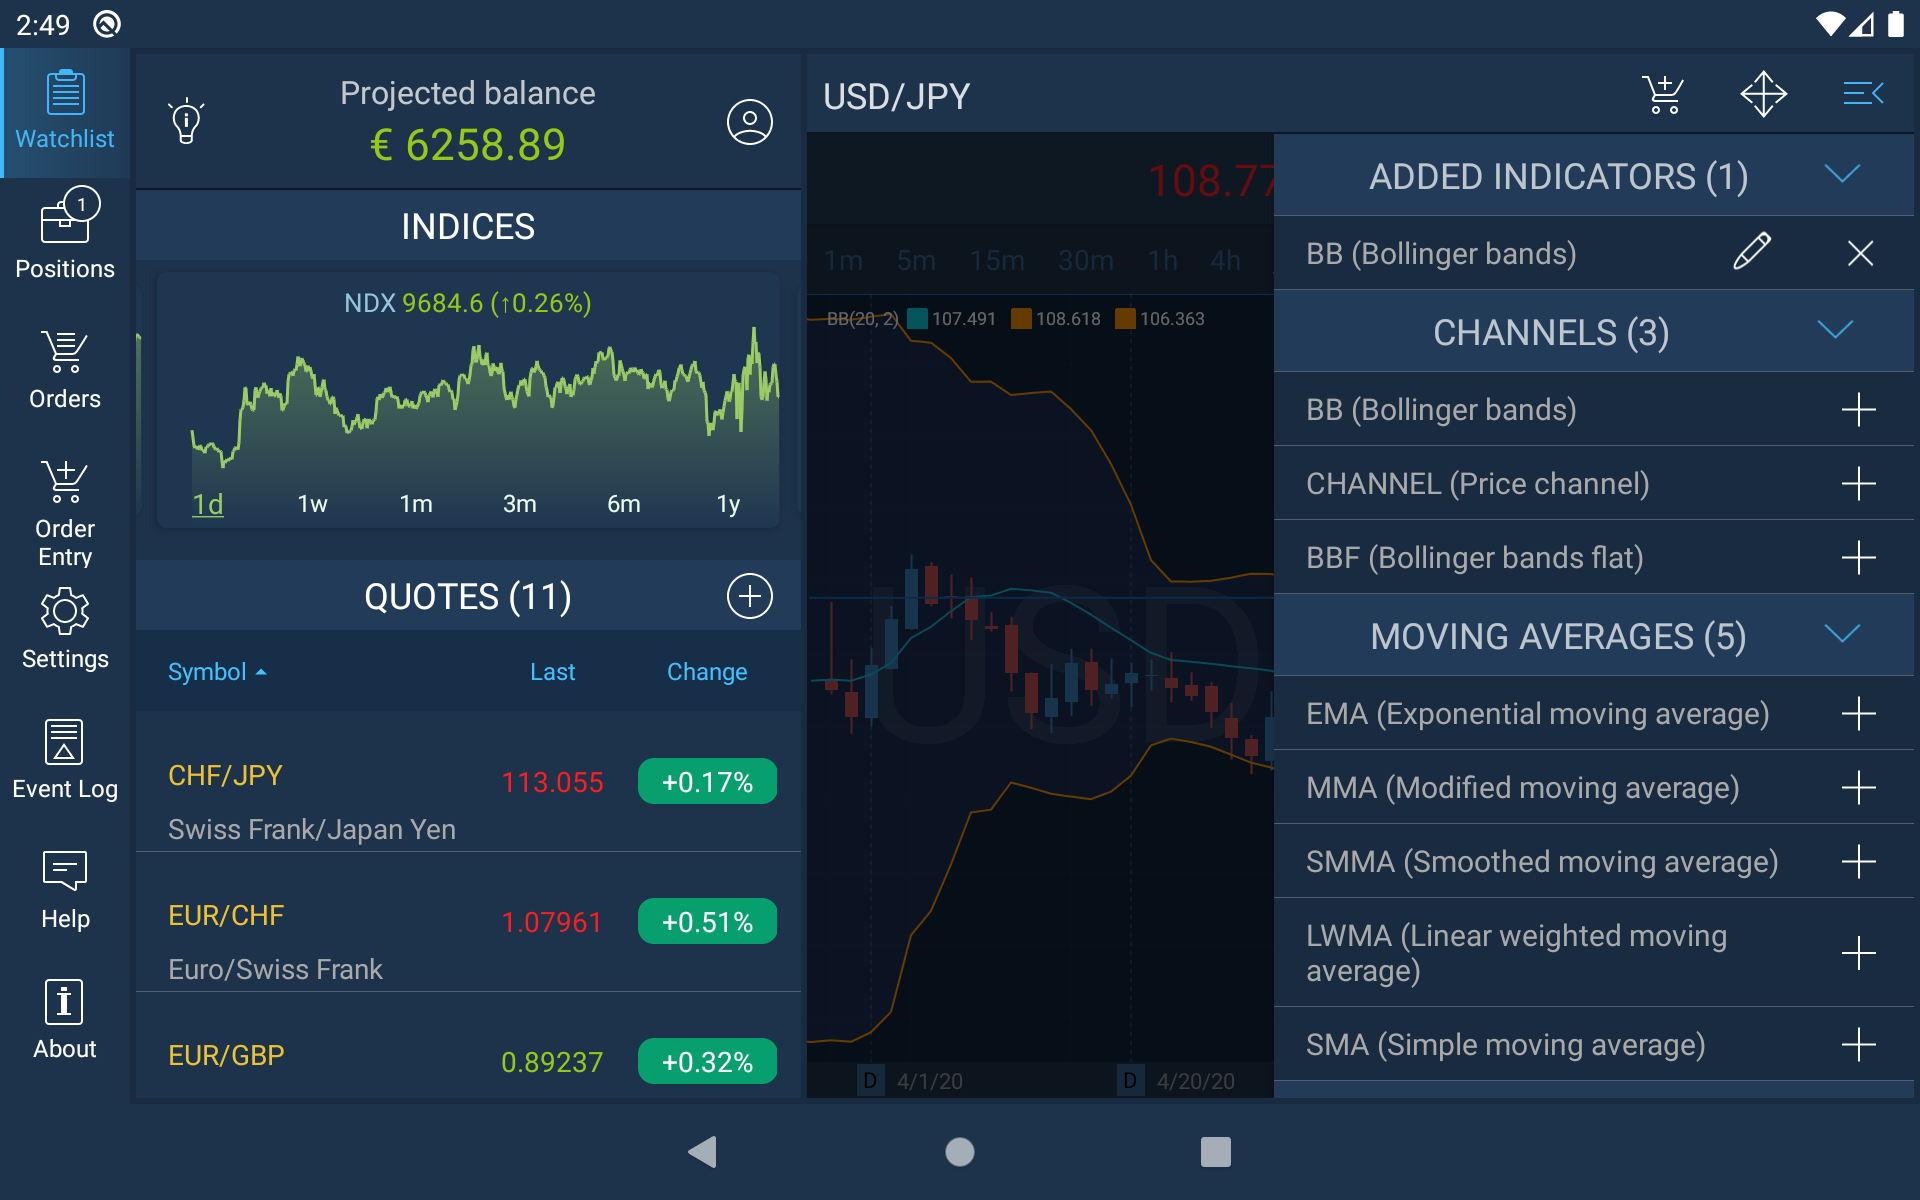 2:49
Watchlist
1
Positions
Orders
Order
Entry
Settings
Event Log
Help
About
Projected balance
€ 6258.89
INDICES
NDX 9684.6 (↑0.26%)
1d 1w 1m 3m 6m 1y
QUOTES (11)
Symbol Last Change
CHF/JPY 113.055 +0.17%
Swiss Frank/Japan Yen
EUR/CHF 1.07961 +0.51%
Euro/Swiss Frank
EUR/GBP 0.89237 +0.32%
USD/JPY
108.77
1m 5m 15m 30m 1h 4h
BB(20, 2) 107.491 108.618 106.363
USD
D 4/1/20 D 4/20/20
ADDED INDICATORS (1)
BB (Bollinger bands)
CHANNELS (3)
BB (Bollinger bands)
CHANNEL (Price channel)
BBF (Bollinger bands flat)
MOVING AVERAGES (5)
EMA (Exponential moving average)
MMA (Modified moving average)
SMMA (Smoothed moving average)
LWMA (Linear weighted moving
average)
SMA (Simple moving average)